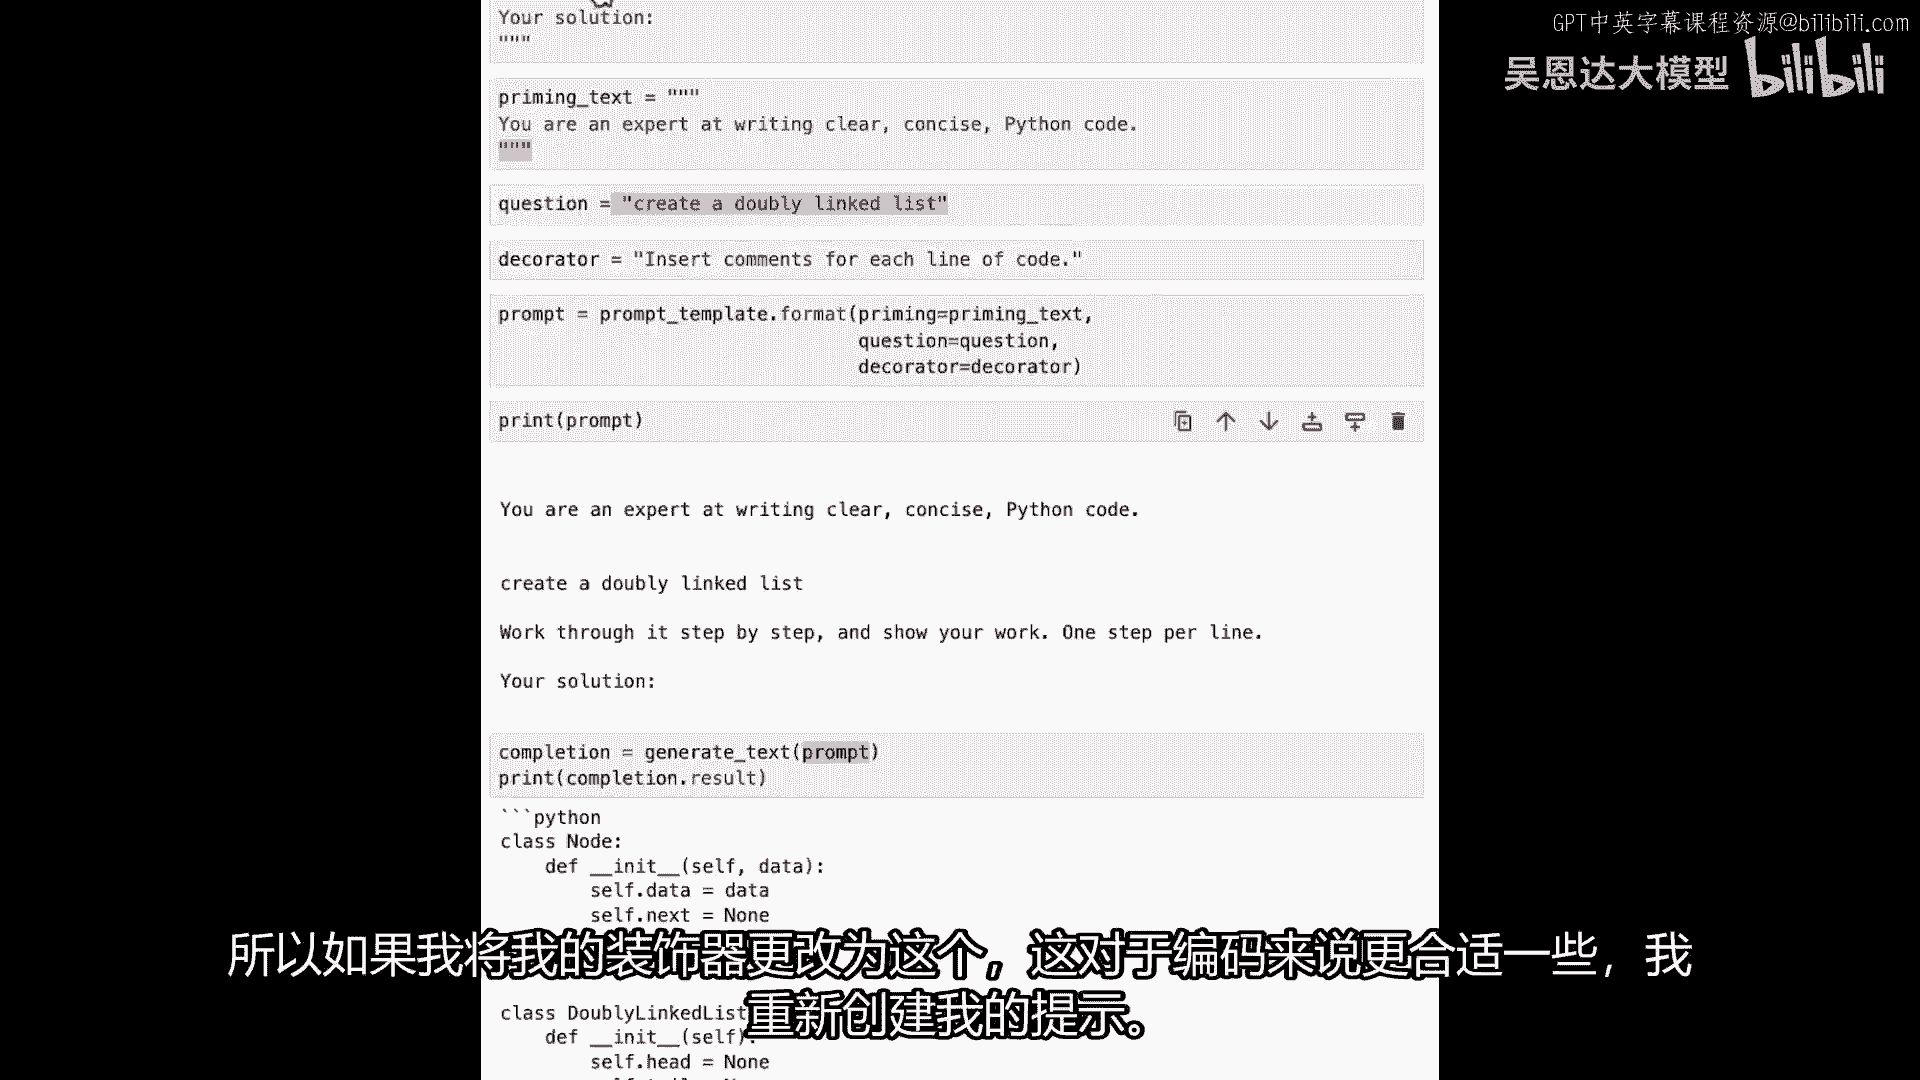 GPT中英字幕课程资源@bilibili.com
吴恩达大模型 bilibili
Your solution:
"""
priming_text = """
You are an expert at writing clear, concise, Python code.
"""
question = "create a doubly linked list"
decorator = "Insert comments for each line of code."
prompt = prompt_template.format(priming=priming_text,
question=question,
decorator=decorator)
print(prompt)
You are an expert at writing clear, concise, Python code.
create a doubly linked list
Work through it step by step, and show your work. One step per line.
Your solution:
completion = generate_text(prompt)
print(completion.result)
```python
class Node:
def __init__(self, data):
self.data = data
self.next = None
所以如果我将我的装饰器更改为这个，这对于编码来说更合适一些，我
重新创建我的提示。
class DoublyLinkedList
def __init__(self):
self.head = None